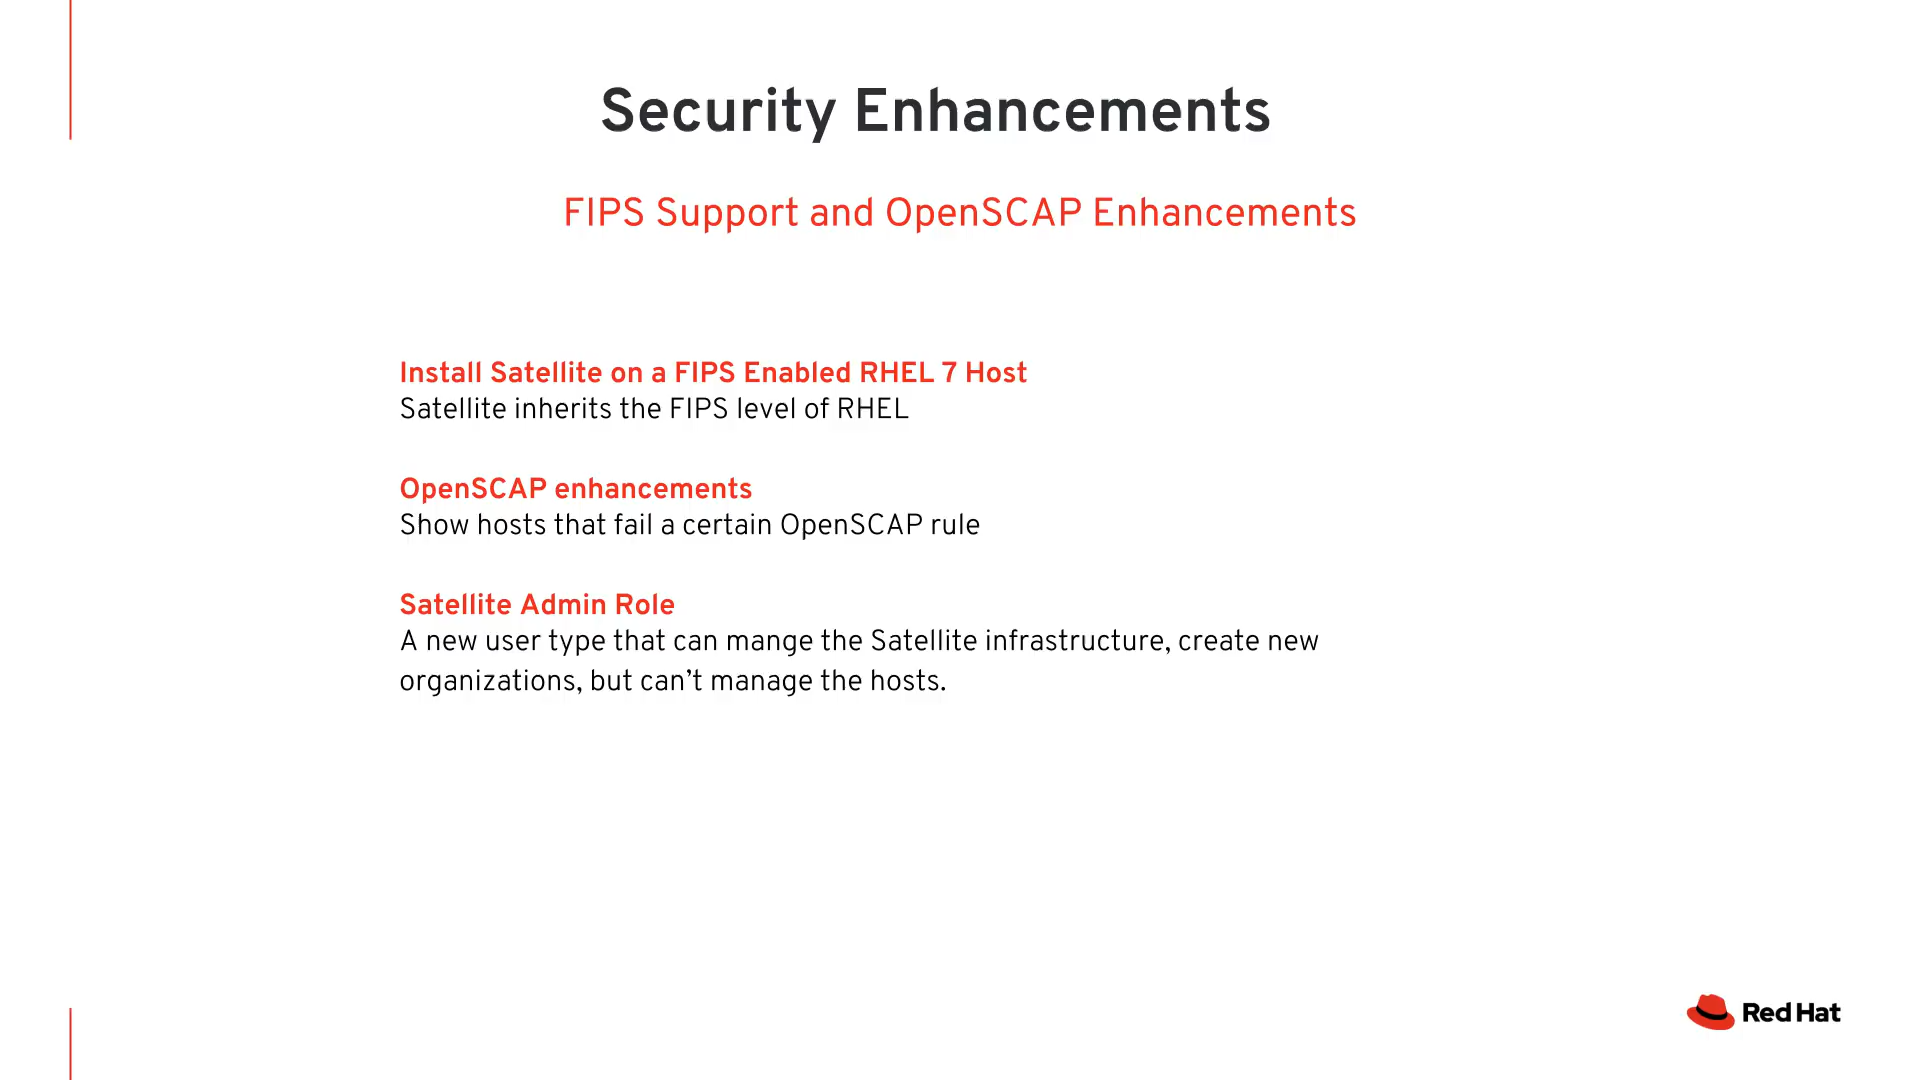 Security Enhancements
FIPS Support and OpenSCAP Enhancements
Install Satellite on a FIPS Enabled RHEL 7 Host
Satellite inherits the FIPS level of RHEL
OpenSCAP enhancements
Show hosts that fail a certain OpenSCAP rule
Satellite Admin Role
A new user type that can mange the Satellite infrastructure, create new
organizations, but can’t manage the hosts.
Red Hat